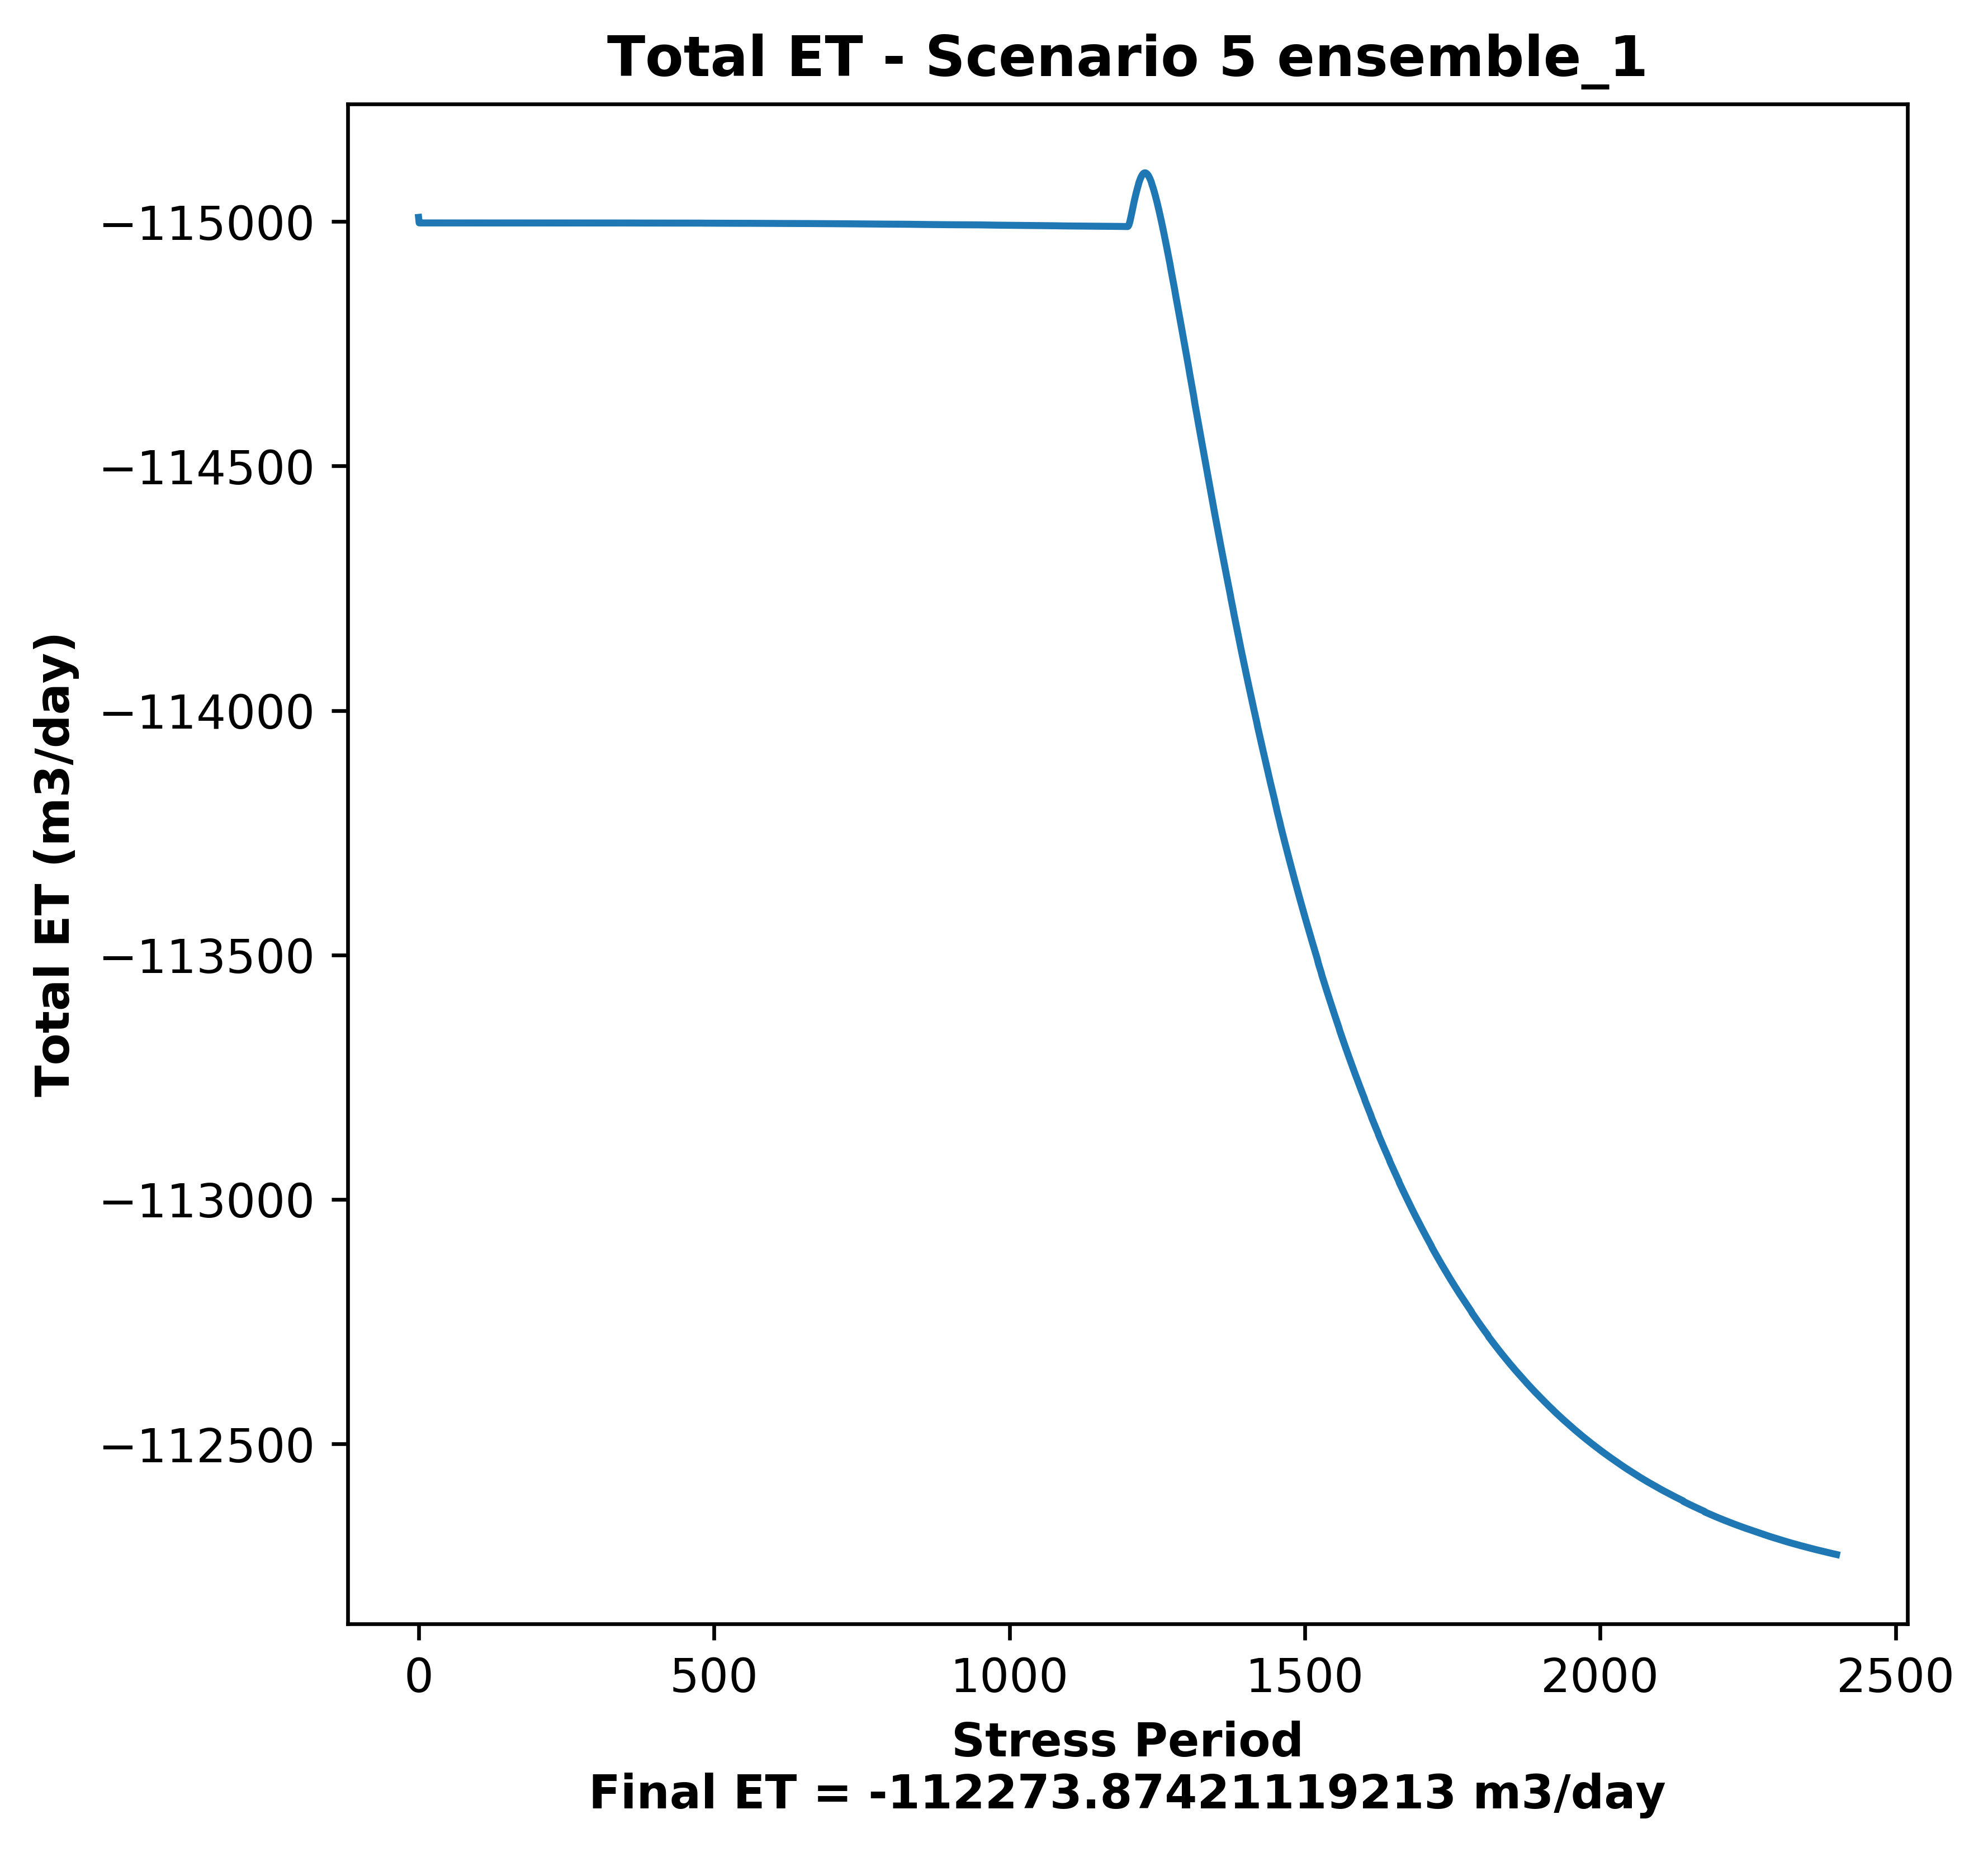 Total ET - Scenario 5 ensemble_1
Total ET (m3/day)
−115000
−114500
−114000
−113500
−113000
−112500
0 500 1000 1500 2000 2500
Stress Period
Final ET = -112273.87421119213 m3/day